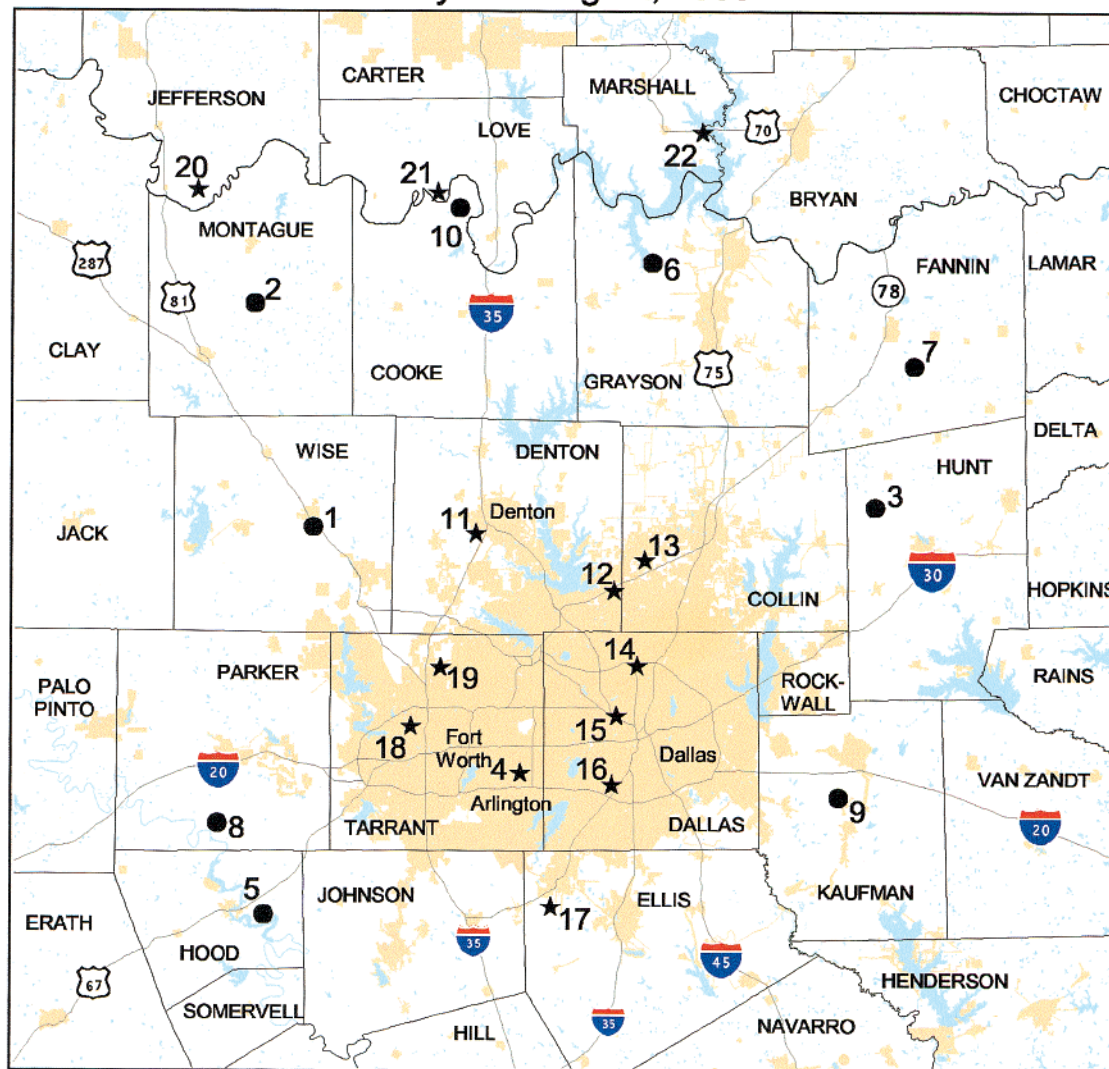 CARTER
MARSHALL
JEFFERSON
CHOCTAW
LOVE
70
22
20
21
BRYAN
10
MONTAGUE
287
6
FANNIN
LAMAR
81
2
78
35
CLAY
7
COOKE
75
GRAYSON
DELTA
WISE
DENTON
HUNT
Denton
3
1
11
JACK
13
12
30
HOPKINS
COLLIN
14
PARKER
19
ROCK-
WALL
RAINS
PALO
PINTO
15
18
Fort
Worth
Dallas
20
4
16
VAN ZANDT
Arlington
9
8
TARRANT
DALLAS
20
JOHNSON
5
ELLIS
KAUFMAN
17
ERATH
35
HOOD
45
67
HENDERSON
SOMERVELL
35
HILL
NAVARRO